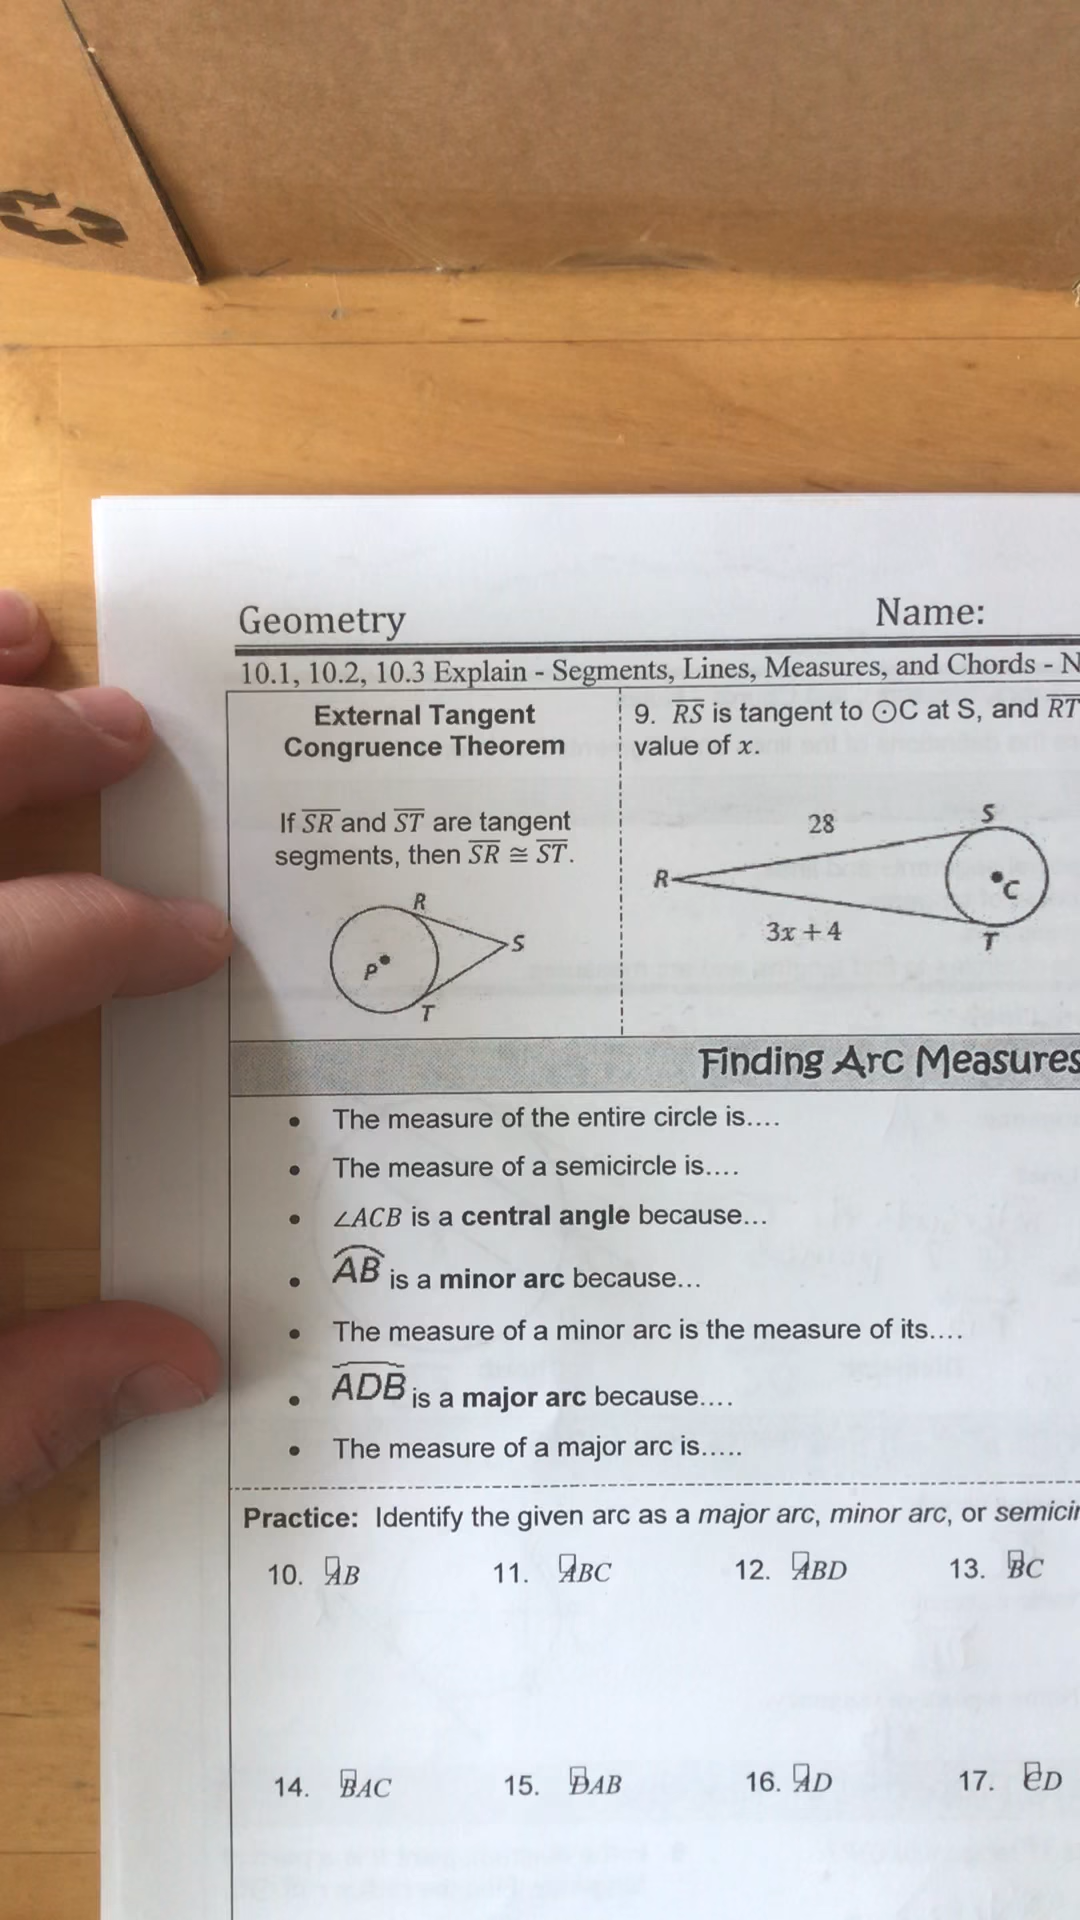 Geometry
Name:
10.1, 10.2, 10.3 Explain - Segments, Lines, Measures, and Chords - N
External Tangent
Congruence Theorem
If SR and ST are tangent
segments, then SR ≅ ST.
R
S
P
T
9. RS is tangent to ⊙C at S, and RT
value of x.
28
S
R
C
3x + 4
T
Finding Arc Measures
• The measure of the entire circle is....
• The measure of a semicircle is....
• ∠ACB is a central angle because...
• AB is a minor arc because...
• The measure of a minor arc is the measure of its....
• ADB is a major arc because....
• The measure of a major arc is.....
Practice: Identify the given arc as a major arc, minor arc, or semicir
10. AB 11. ABC 12. ABD 13. BC
14. BAC 15. DAB 16. AD 17. CD